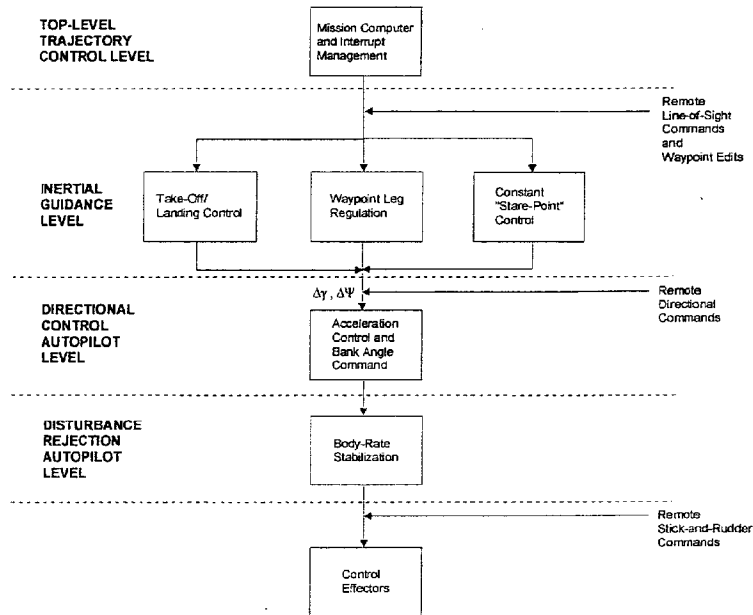 TOP-LEVEL
TRAJECTORY
CONTROL LEVEL
Mission Computer
and Interrupt
Management
Remote
Line-of-Sight
Commands
and
Waypoint Edits
INERTIAL
GUIDANCE
LEVEL
Take-Off/
Landing Control
Waypoint Leg
Regulation
Constant
"Stare-Point"
Control
Δγ , ΔΨ
Remote
Directional
Commands
DIRECTIONAL
CONTROL
AUTOPILOT
LEVEL
Acceleration
Control and
Bank Angle
Command
DISTURBANCE
REJECTION
AUTOPILOT
LEVEL
Body-Rate
Stabilization
Remote
Stick-and-Rudder
Commands
Control
Effectors